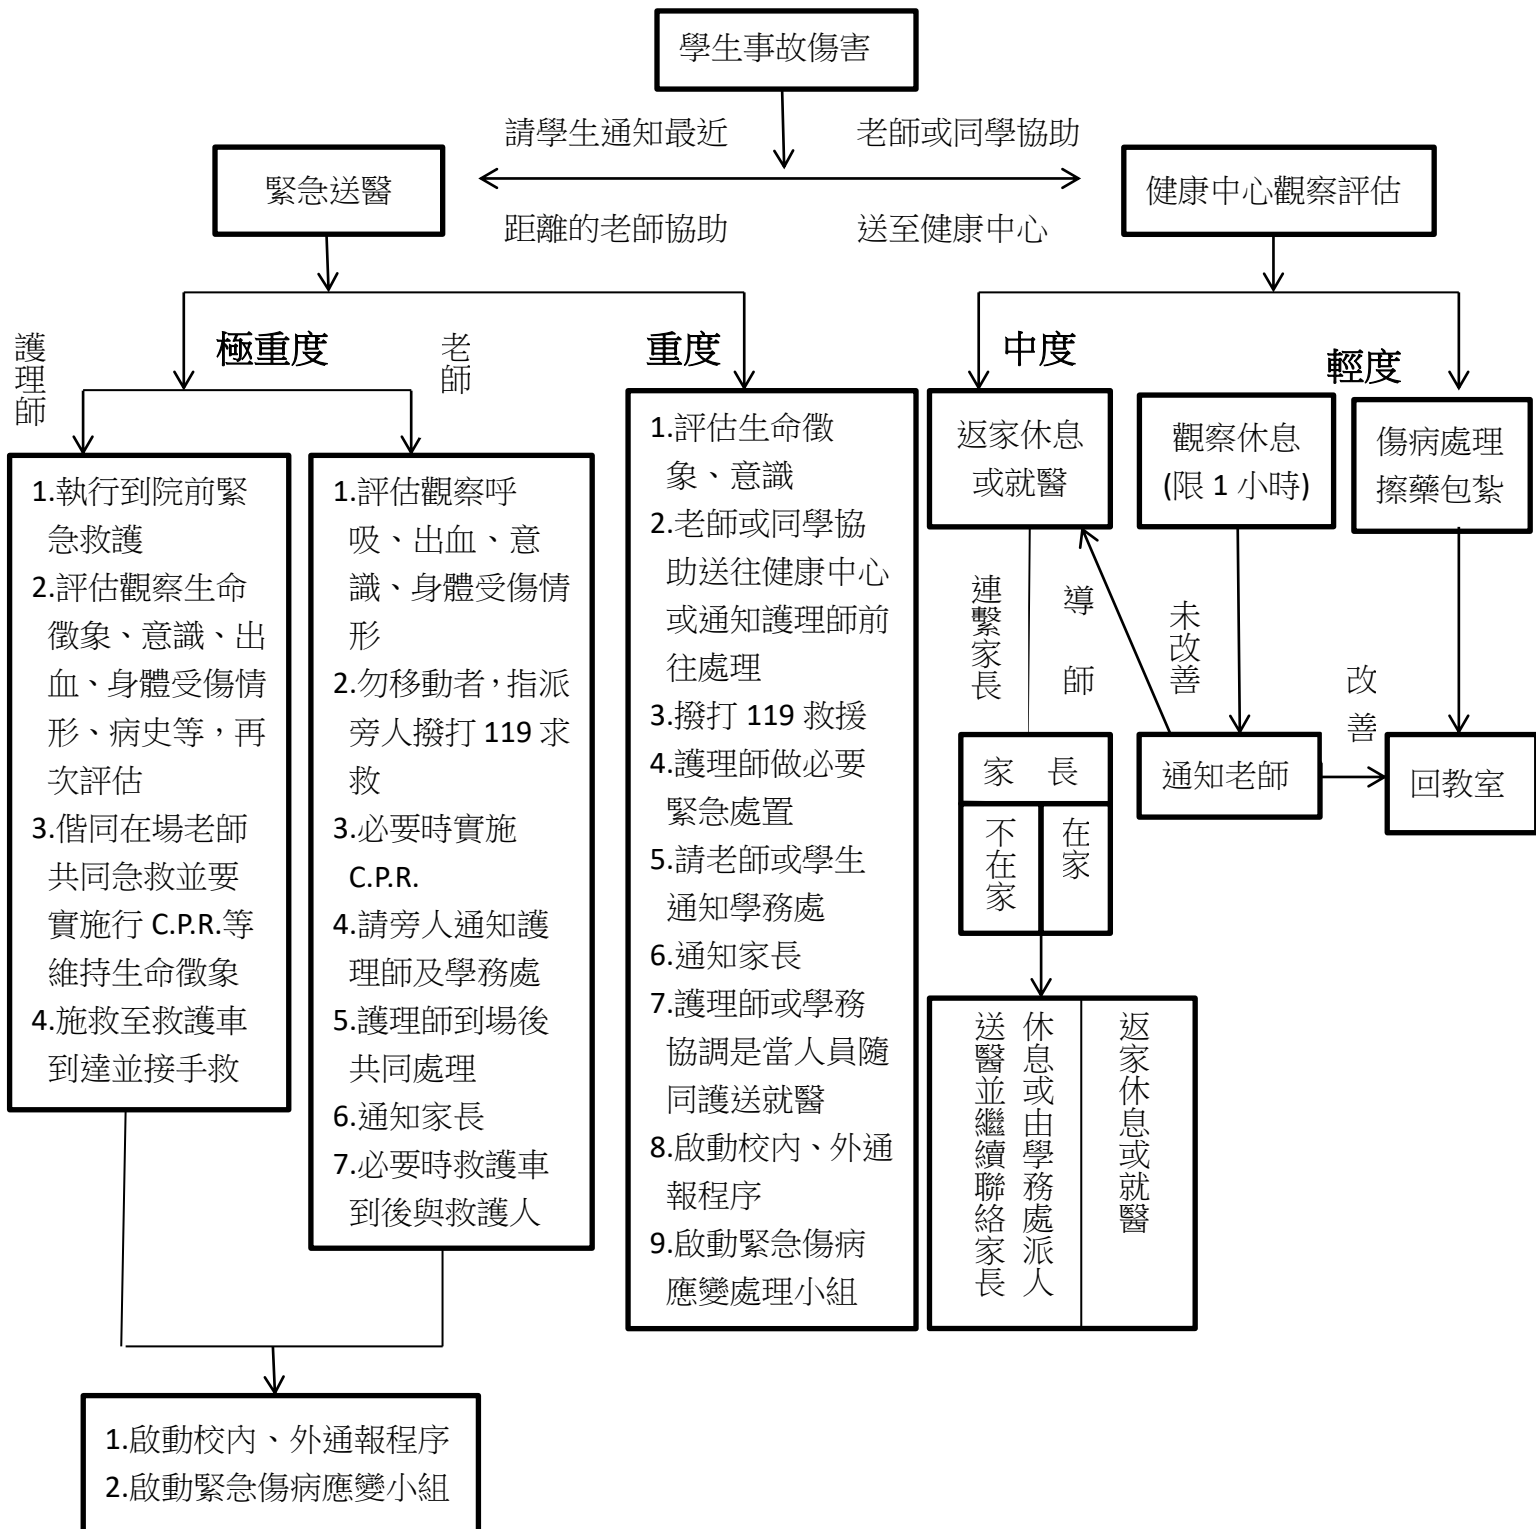 學生事故傷害
請學生通知最近
老師或同學協助
緊急送醫
健康中心觀察評估
距離的老師協助
送至健康中心
護理師
極重度
老師
重度
中度
輕度
1.執行到院前緊
急救護
2.評估觀察生命
徵象、意識、出
血、身體受傷情
形、病史等，再
次評估
3.偕同在場老師
共同急救並要
實施行 C.P.R.等
維持生命徵象
4.施救至救護車
到達並接手救
1.評估觀察呼
吸、出血、意
識、身體受傷情
形
2.勿移動者，指派
旁人撥打 119 求
救
3.必要時實施
C.P.R.
4.請旁人通知護
理師及學務處
5.護理師到場後
共同處理
6.通知家長
7.必要時救護車
到後與救護人
1.評估生命徵
象、意識
2.老師或同學協
助送往健康中心
或通知護理師前
往處理
3.撥打 119 救援
4.護理師做必要
緊急處置
5.請老師或學生
通知學務處
6.通知家長
7.護理師或學務
協調是當人員隨
同護送就醫
8.啟動校內、外通
報程序
9.啟動緊急傷病
應變處理小組
返家休息
或就醫
觀察休息
(限 1 小時)
傷病處理
擦藥包紮
連繫家長
導師
未改善
改善
家 長
通知老師
回教室
不在家
在家
休息或由學務處派人
送醫並繼續聯絡家長
返家休息或就醫
1.啟動校內、外通報程序
2.啟動緊急傷病應變小組